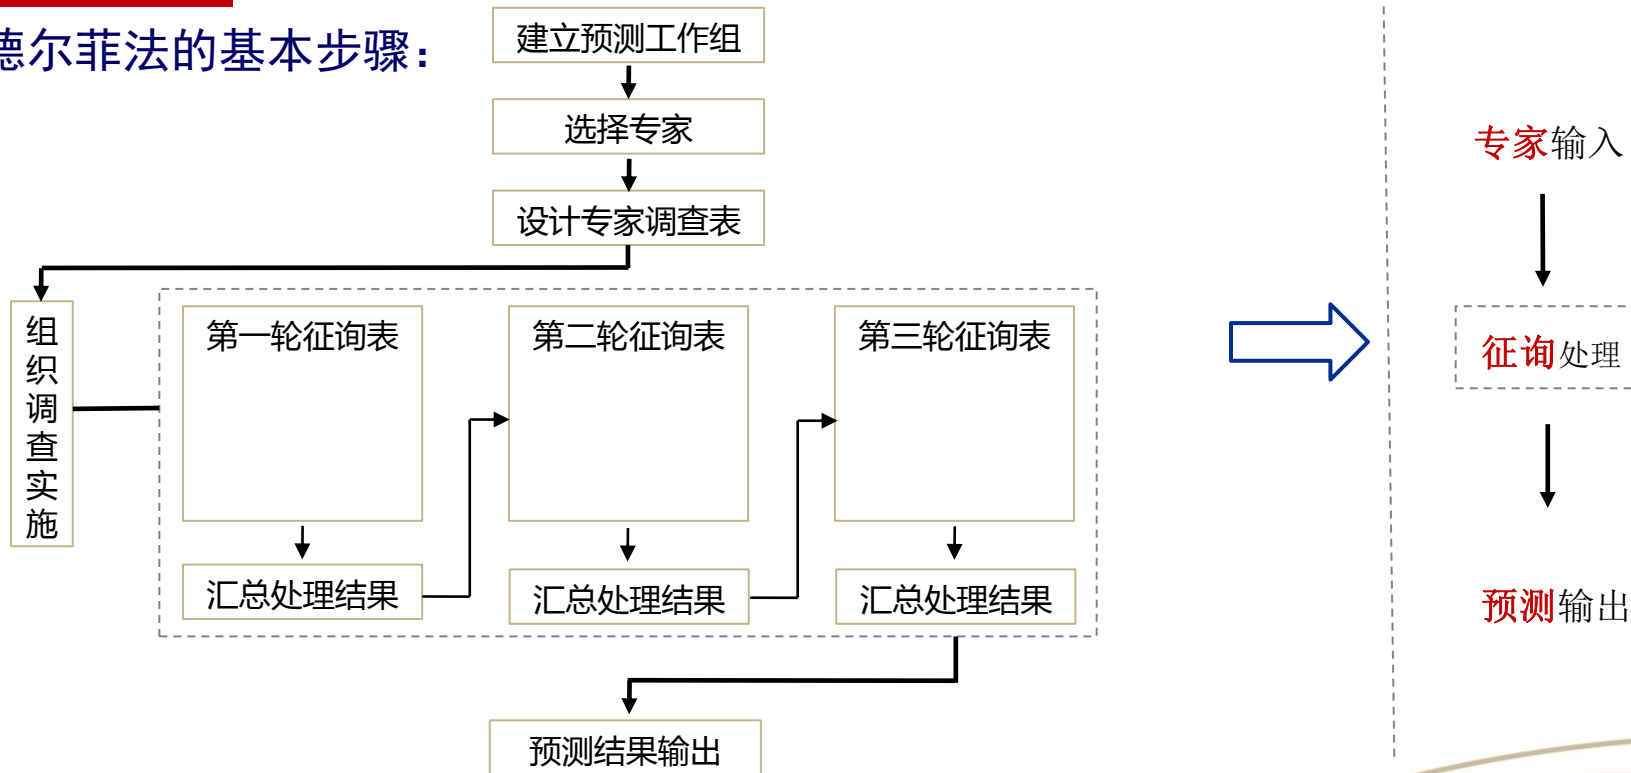 德尔菲法的基本步骤：
建立预测工作组
选择专家
设计专家调查表
组织调查实施
第一轮征询表
第二轮征询表
第三轮征询表
汇总处理结果
汇总处理结果
汇总处理结果
预测结果输出
专家输入
征询处理
预测输出